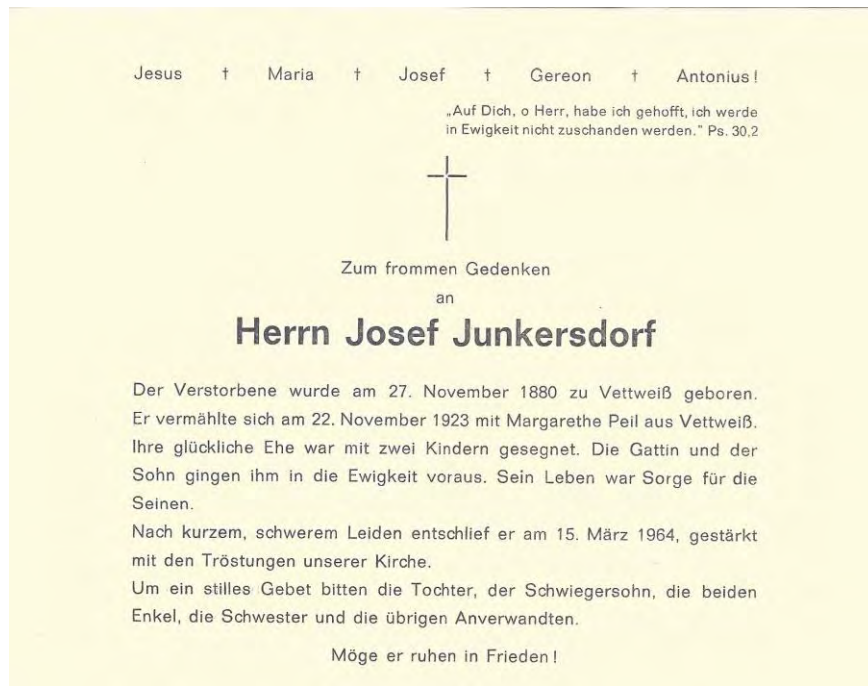 Jesus † Maria † Josef † Gereon † Antonius!
„Auf Dich, o Herr, habe ich gehofft, ich werde
in Ewigkeit nicht zuschanden werden." Ps. 30,2
Zum frommen Gedenken
an
Herrn Josef Junkersdorf
Der Verstorbene wurde am 27. November 1880 zu Vettweiß geboren.
Er vermählte sich am 22. November 1923 mit Margarethe Peil aus Vettweiß.
Ihre glückliche Ehe war mit zwei Kindern gesegnet. Die Gattin und der
Sohn gingen ihm in die Ewigkeit voraus. Sein Leben war Sorge für die
Seinen.
Nach kurzem, schwerem Leiden entschlief er am 15. März 1964, gestärkt
mit den Tröstungen unserer Kirche.
Um ein stilles Gebet bitten die Tochter, der Schwiegersohn, die beiden
Enkel, die Schwester und die übrigen Anverwandten.
Möge er ruhen in Frieden!